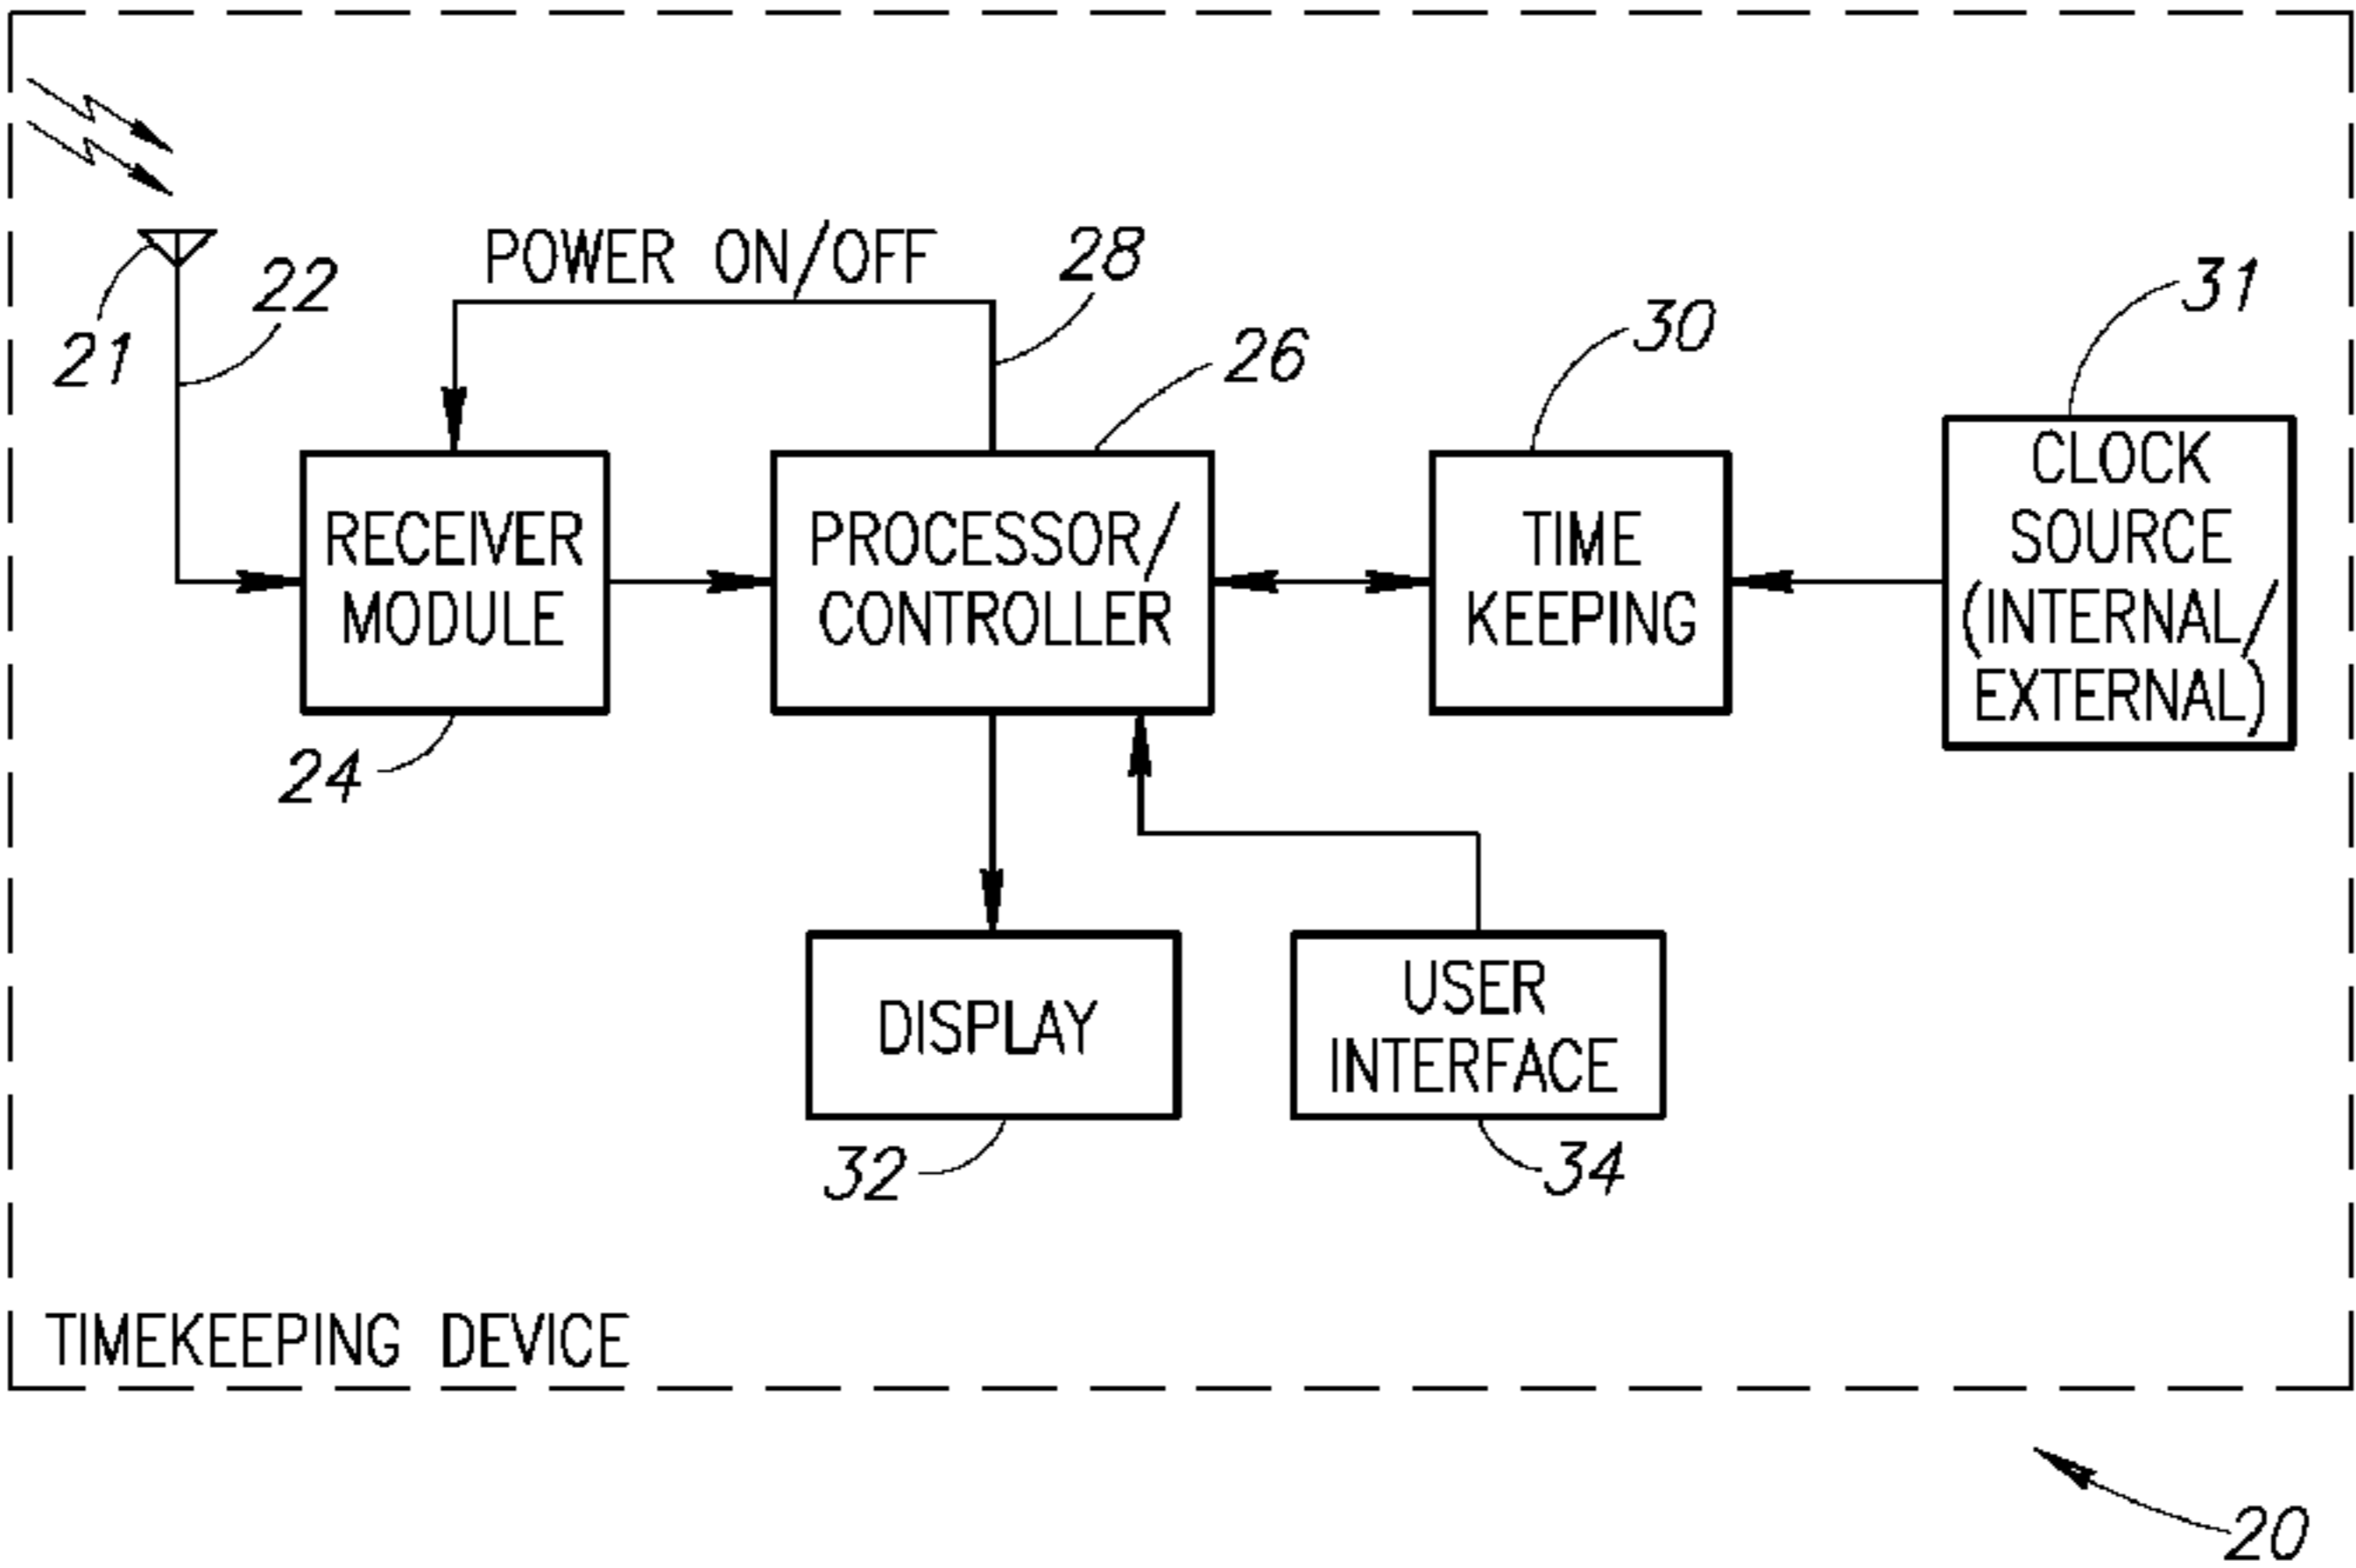 POWER ON/OFF
28
22
21
26
30
31
RECEIVER
MODULE
24
PROCESSOR/
CONTROLLER
TIME
KEEPING
CLOCK
SOURCE
(INTERNAL/
EXTERNAL)
DISPLAY
32
USER
INTERFACE
34
TIMEKEEPING DEVICE
20